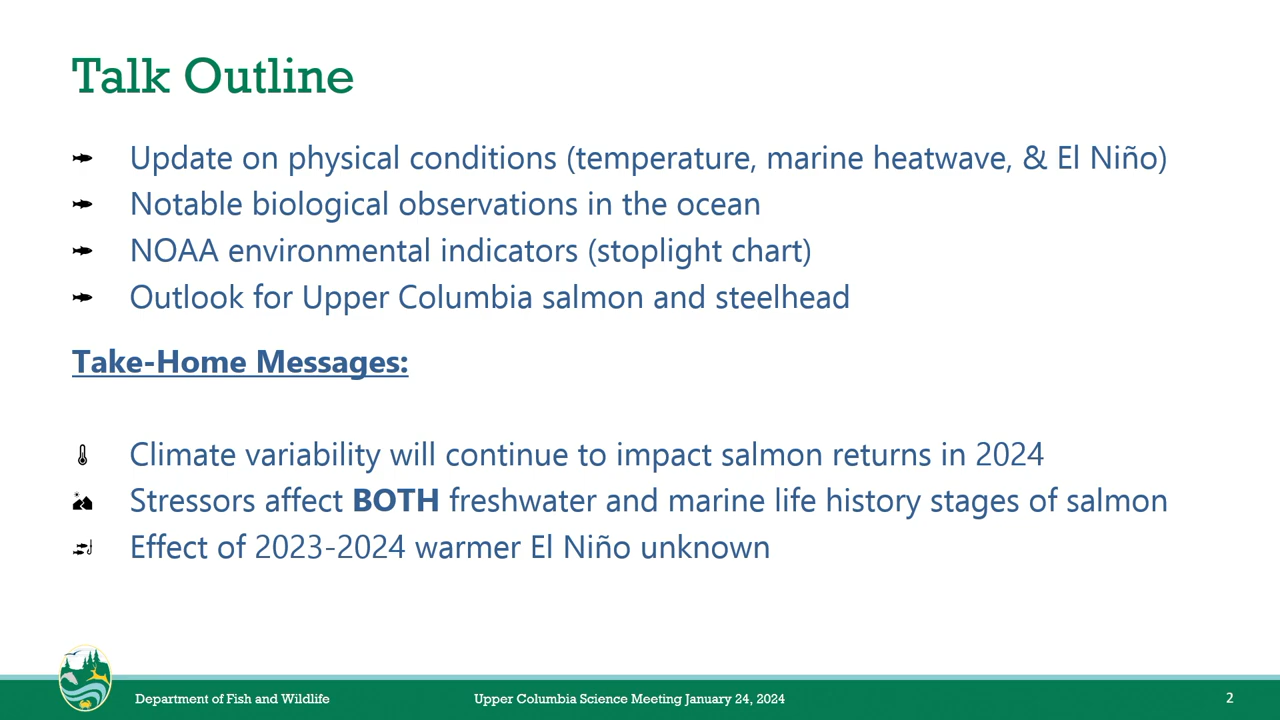 Talk Outline
Update on physical conditions (temperature, marine heatwave, & El Niño)
Notable biological observations in the ocean
NOAA environmental indicators (stoplight chart)
Outlook for Upper Columbia salmon and steelhead
Take-Home Messages:
Climate variability will continue to impact salmon returns in 2024
Stressors affect BOTH freshwater and marine life history stages of salmon
Effect of 2023-2024 warmer El Niño unknown
Department of Fish and Wildlife
Upper Columbia Science Meeting January 24, 2024
2